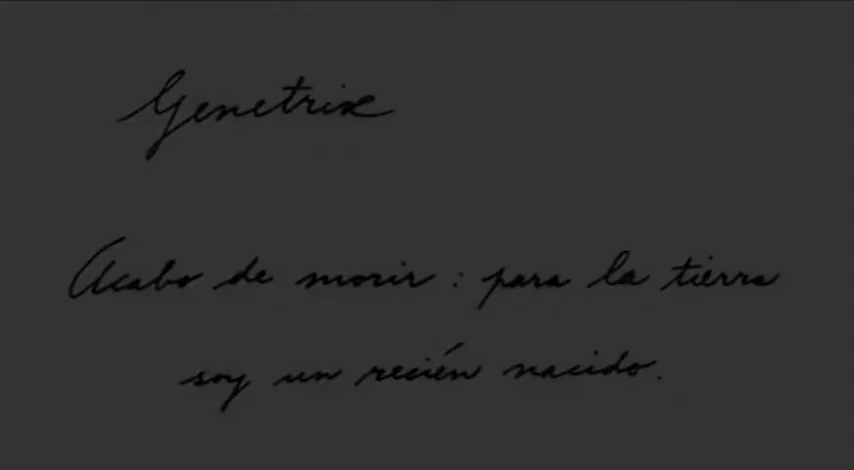 Genetrix
Acabo de morir: para la tierra
soy un recién nacido.